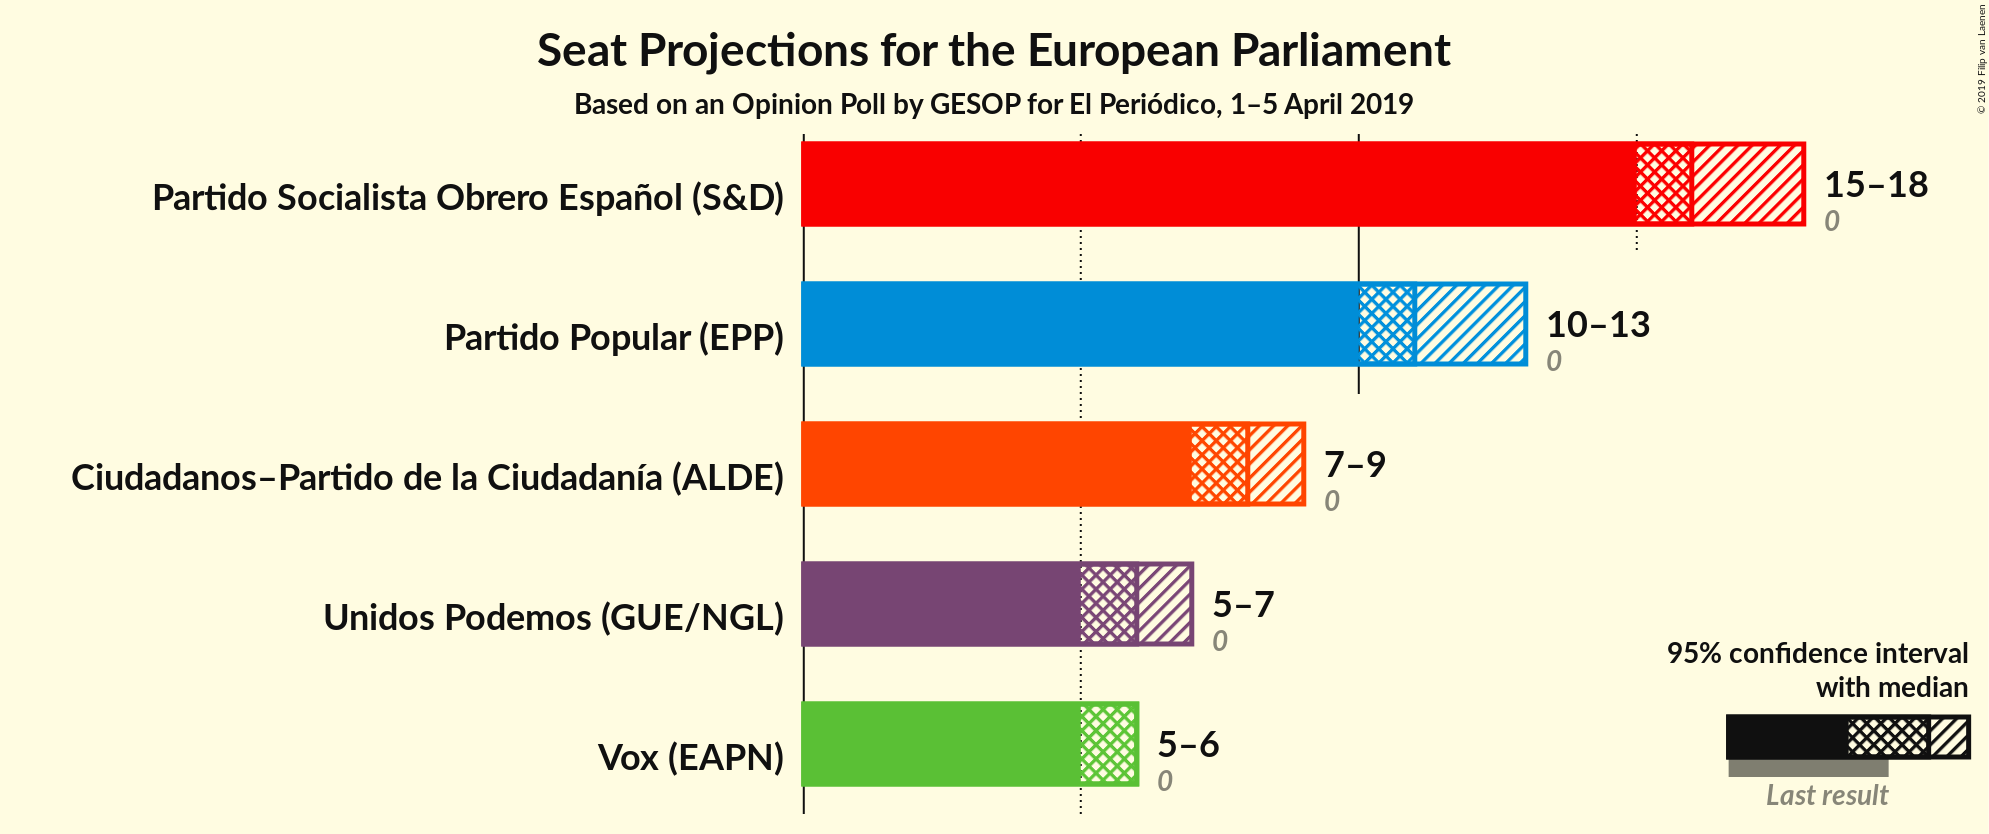 Seat Projections for the European Parliament
Based on an Opinion Poll by GESOP for El Periódico, 1–5 April 2019
© 2019 Filip van Laenen
Partido Socialista Obrero Español (S&D)
15–18
0
Partido Popular (EPP)
10–13
0
Ciudadanos–Partido de la Ciudadanía (ALDE)
7–9
0
Unidos Podemos (GUE/NGL)
5–7
0
Vox (EAPN)
5–6
0
95% confidence interval
with median
Last result